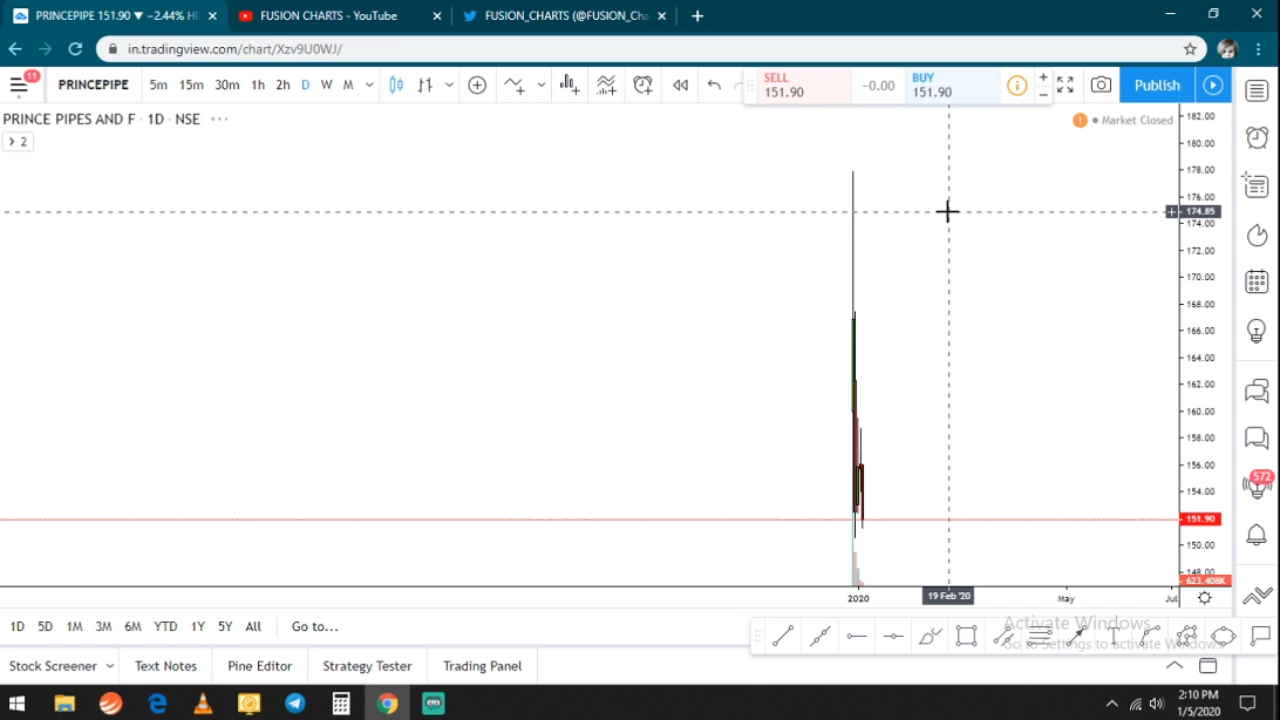 PRINCEPIPE 151.90 ▼ −2.44%
FUSION CHARTS - YouTube
FUSION_CHARTS (@FUSION_Cha
in.tradingview.com/chart/Xzv9U0WJ/
11
PRINCEPIPE 5m 15m 30m 1h 2h D W M
SELL
151.90
-0.00
BUY
151.90
Publish
PRINCE PIPES AND F · 1D · NSE
2
Market Closed
182.00
180.00
178.00
176.00
174.85
174.00
172.00
170.00
168.00
166.00
164.00
162.00
160.00
158.00
156.00
154.00
151.90
150.00
148.00
623.408K
572
2020 19 Feb '20 May Jul
1D 5D 1M 3M 6M YTD 1Y 5Y All Go to...
Activate Windows
Go to Settings to activate Windows.
Stock Screener Text Notes Pine Editor Strategy Tester Trading Panel
2:10 PM
1/5/2020